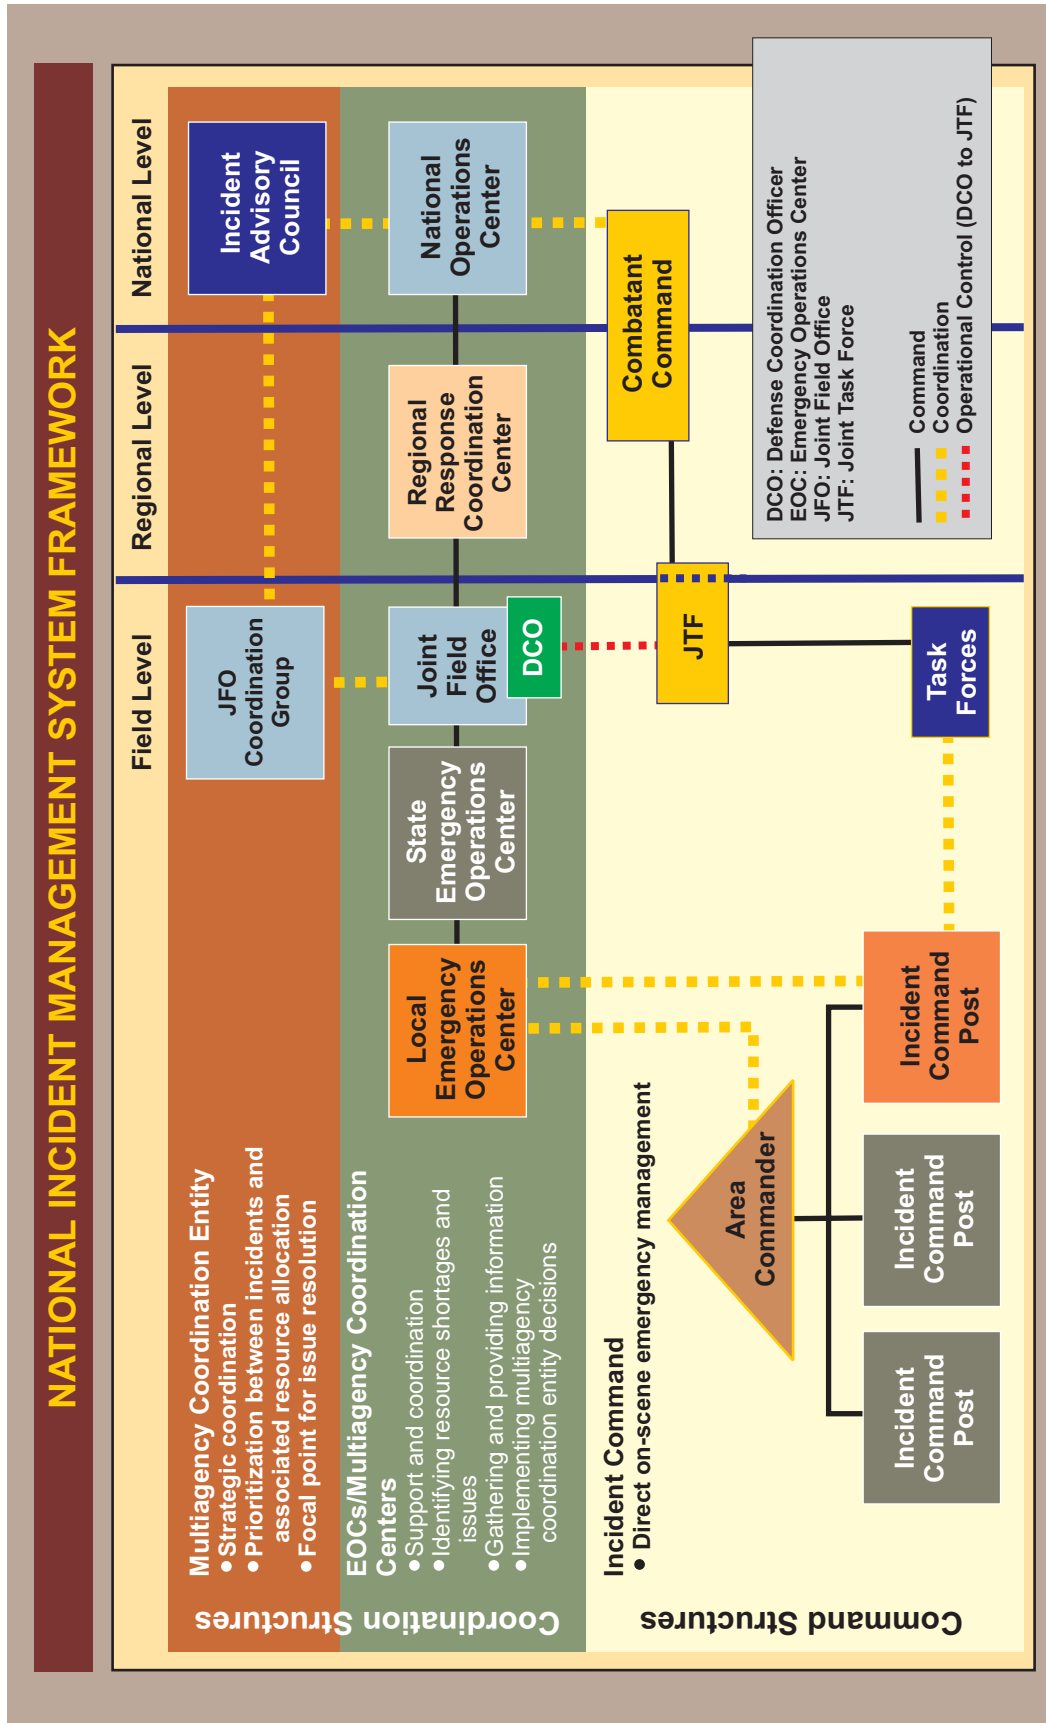 NATIONAL INCIDENT MANAGEMENT SYSTEM FRAMEWORK
Field Level
Regional Level
National Level
Coordination Structures
Multiagency Coordination Entity
● Strategic coordination
● Prioritization between incidents and
associated resource allocation
● Focal point for issue resolution
JFO
Coordination
Group
Incident
Advisory
Council
EOCs/Multiagency Coordination
Centers
● Support and coordination
● Identifying resource shortages and
issues
● Gathering and providing information
● Implementing multiagency
coordination entity decisions
Local
Emergency
Operations
Center
State
Emergency
Operations
Center
Joint
Field
Office
DCO
Regional
Response
Coordination
Center
National
Operations
Center
Command Structures
Incident Command
● Direct on-scene emergency management
Area
Commander
Incident
Command
Post
Incident
Command
Post
Incident
Command
Post
JTF
Task
Forces
Combatant
Command
DCO: Defense Coordination Officer
EOC: Emergency Operations Center
JFO: Joint Field Office
JTF: Joint Task Force
Command
Coordination
Operational Control (DCO to JTF)